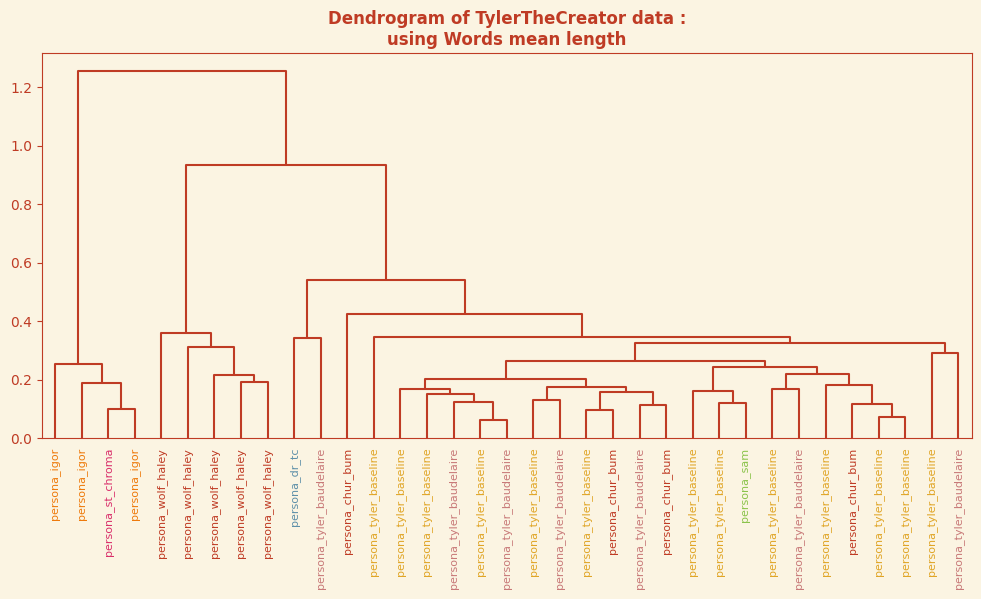 Dendrogram of TylerTheCreator data :
using Words mean length
1.2
1.0
0.8
0.6
0.4
0.2
0.0
persona_igor
persona_igor
persona_st_chroma
persona_igor
persona_wolf_haley
persona_wolf_haley
persona_wolf_haley
persona_wolf_haley
persona_wolf_haley
persona_dr_tc
persona_tyler_baudelaire
persona_chur_bum
persona_tyler_baseline
persona_tyler_baseline
persona_tyler_baseline
persona_tyler_baudelaire
persona_tyler_baseline
persona_tyler_baudelaire
persona_tyler_baseline
persona_tyler_baudelaire
persona_tyler_baseline
persona_chur_bum
persona_tyler_baudelaire
persona_chur_bum
persona_tyler_baseline
persona_tyler_baseline
persona_sam
persona_tyler_baseline
persona_tyler_baudelaire
persona_tyler_baseline
persona_chur_bum
persona_tyler_baseline
persona_tyler_baseline
persona_tyler_baseline
persona_tyler_baudelaire